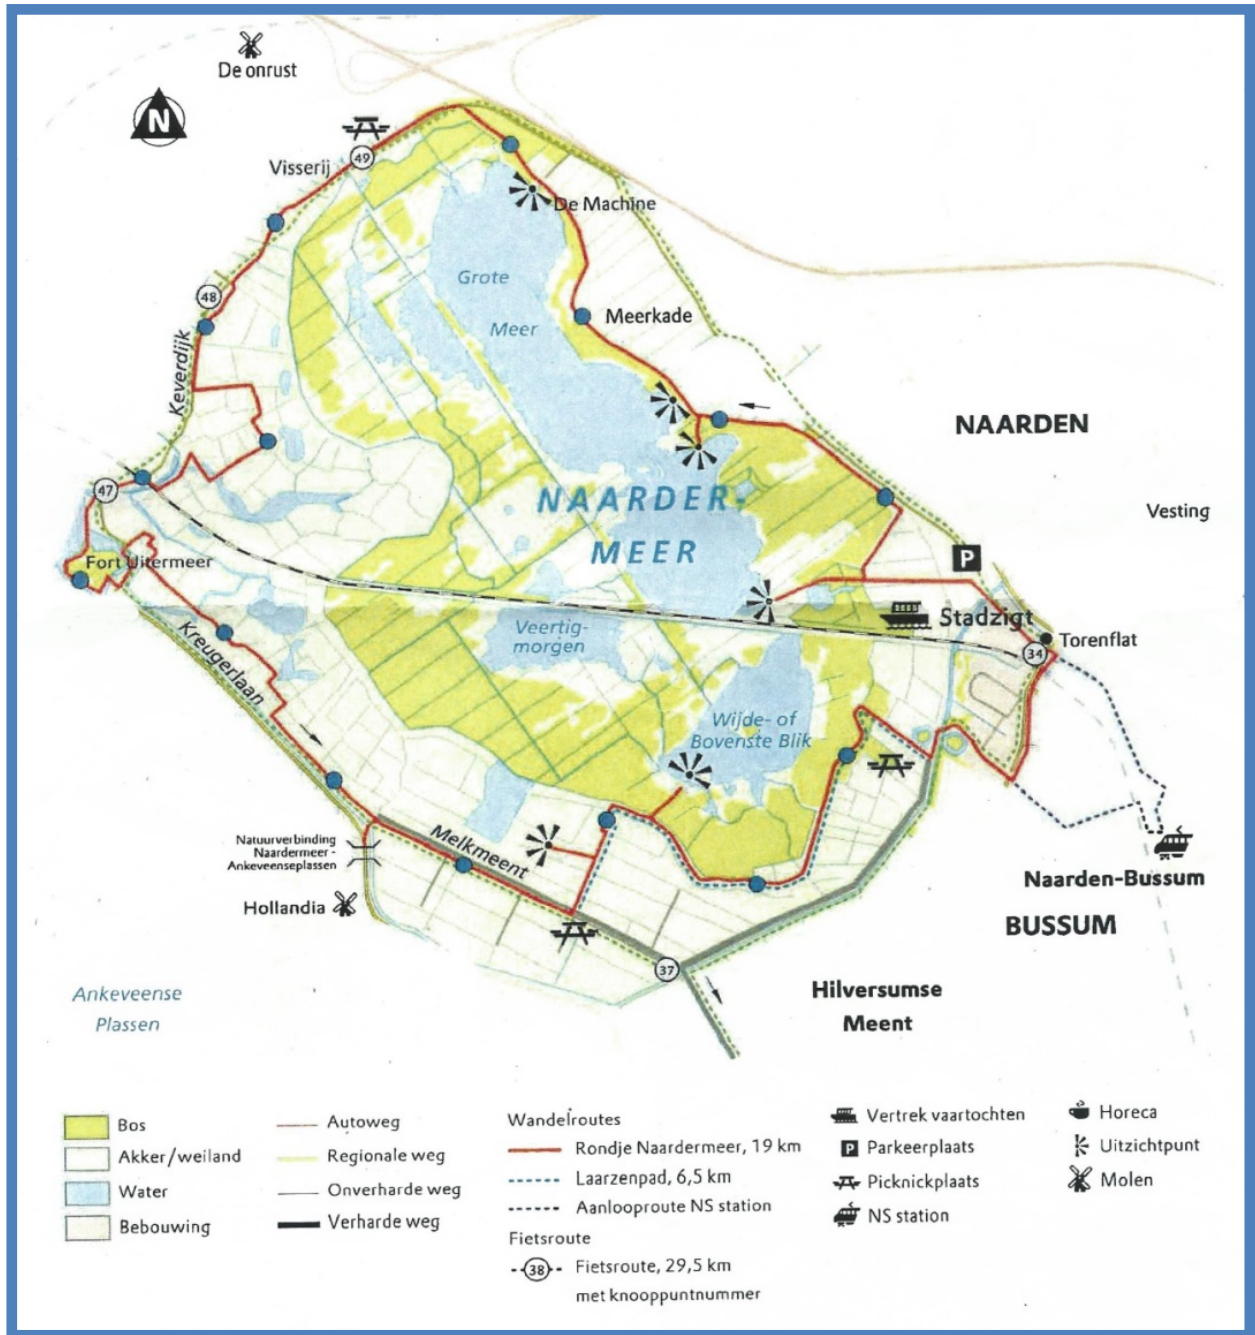 De onrust
N
49
Visserij
De Machine
Grote
Meer
48
Meerkade
Keverdijk
NAARDEN
47
NAARDER-
MEER
Vesting
P
Fort Uitermeer
Stadzigt
Torenflat
34
Veertig-
morgen
Kreugerlaan
Wijde- of
Bovenste Blik
Melkmeent
Natuurverbinding
Naardermeer -
Ankeveenseplassen
Hollandia
Naarden-Bussum
BUSSUM
37
Hilversumse
Meent
Ankeveense
Plassen
Bos
Akker/weiland
Water
Bebouwing
Autoweg
Regionale weg
Onverharde weg
Verharde weg
Wandelroutes
Rondje Naardermeer, 19 km
Laarzenpad, 6,5 km
Aanlooproute NS station
Fietsroute
38 Fietsroute, 29,5 km
met knooppuntnummer
Vertrek vaartochten
P Parkeerplaats
Picknickplaats
NS station
Horeca
Uitzichtpunt
Molen